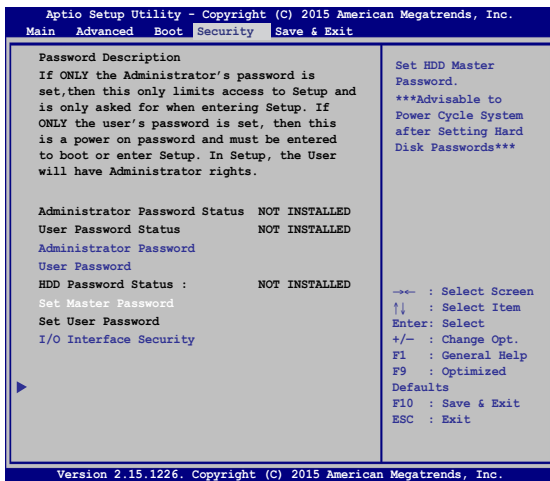 Aptio Setup Utility - Copyright (C) 2015 American Megatrends, Inc.
Main Advanced Boot Security Save & Exit
Password Description
If ONLY the Administrator's password is
set,then this only limits access to Setup and
is only asked for when entering Setup. If
ONLY the user's password is set, then this
is a power on password and must be entered
to boot or enter Setup. In Setup, the User
will have Administrator rights.
Administrator Password Status NOT INSTALLED
User Password Status NOT INSTALLED
Administrator Password
User Password
HDD Password Status : NOT INSTALLED
Set Master Password
Set User Password
I/O Interface Security
Set HDD Master
Password.
***Advisable to
Power Cycle System
after Setting Hard
Disk Passwords***
→← : Select Screen
↑↓ : Select Item
Enter: Select
+/— : Change Opt.
F1 : General Help
F9 : Optimized
Defaults
F10 : Save & Exit
ESC : Exit
Version 2.15.1226. Copyright (C) 2015 American Megatrends, Inc.